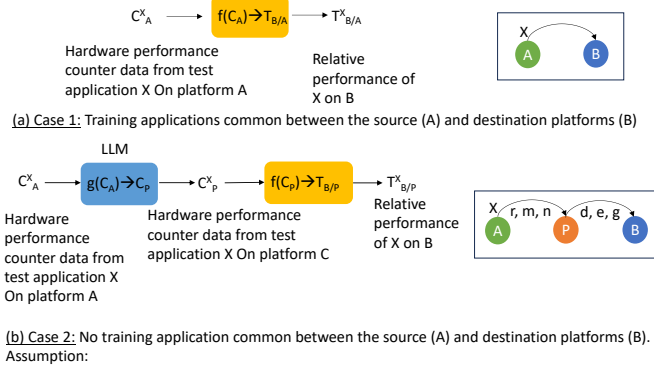 C^X_A f(C_A)→T_B/A T^X_B/A
Hardware performance
counter data from test
application X On platform A
Relative
performance of
X on B
X
A B
(a) Case 1: Training applications common between the source (A) and destination platforms (B)
LLM
C^X_A g(C_A)→C_P C^X_P f(C_P)→T_B/P T^X_B/P
Hardware
performance
counter data from
test application X
On platform A
Hardware performance
counter data from test
application X On platform C
Relative
performance
of X on B
X r, m, n d, e, g
A P B
(b) Case 2: No training application common between the source (A) and destination platforms (B).
Assumption: